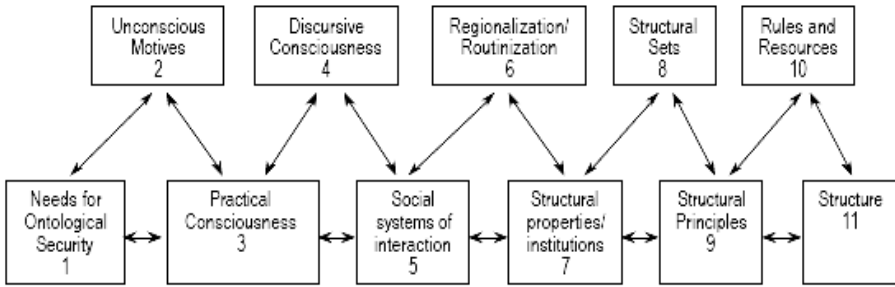 Unconscious
Motives
2
Discursive
Consciousness
4
Regionalization/
Routinization
6
Structural
Sets
8
Rules and
Resources
10
Needs for
Ontological
Security
1
Practical
Consciousness
3
Social
systems of
interaction
5
Structural
properties/
institutions
7
Structural
Principles
9
Structure
11